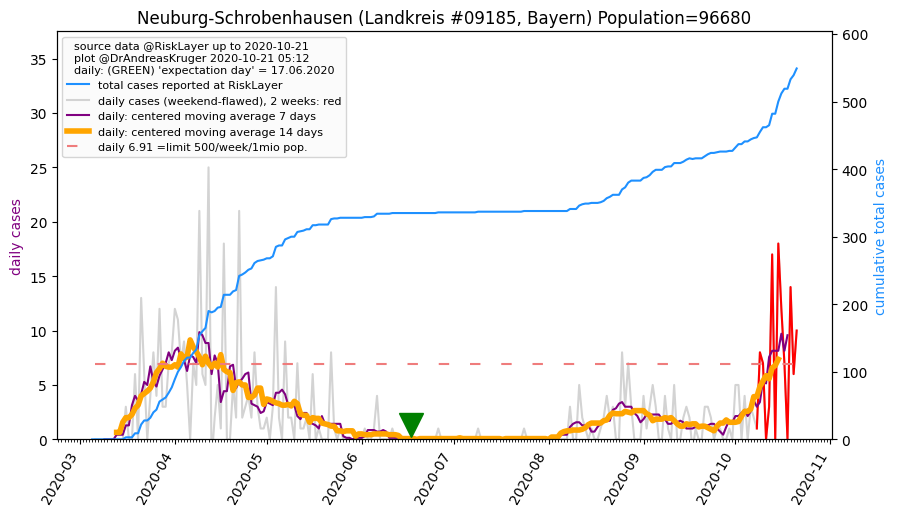 Neuburg-Schrobenhausen (Landkreis #09185, Bayern) Population=96680
source data @RiskLayer up to 2020-10-21
plot @DrAndreasKruger 2020-10-21 05:12
daily: (GREEN) 'expectation day' = 17.06.2020
total cases reported at RiskLayer
daily cases (weekend-flawed), 2 weeks: red
daily: centered moving average 7 days
daily: centered moving average 14 days
daily 6.91 =limit 500/week/1mio pop.
daily cases
35
30
25
20
15
10
5
0
cumulative total cases
600
500
400
300
200
100
0
2020-03
2020-04
2020-05
2020-06
2020-07
2020-08
2020-09
2020-10
2020-11